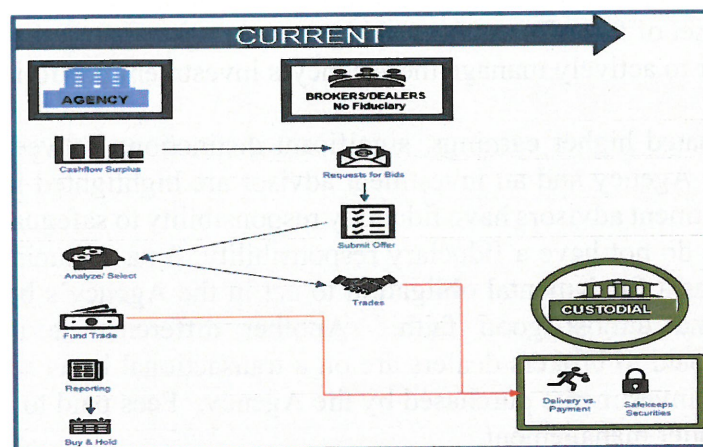 CURRENT
AGENCY
BROKERS/DEALERS
No Fiduciary
Cashflow Surplus
Requests for Bids
Submit Offer
Analyze/ Select
Trades
CUSTODIAL
Fund Trade
Reporting
Delivery vs
Payment
Safekeeps
Securities
Buy & Hold